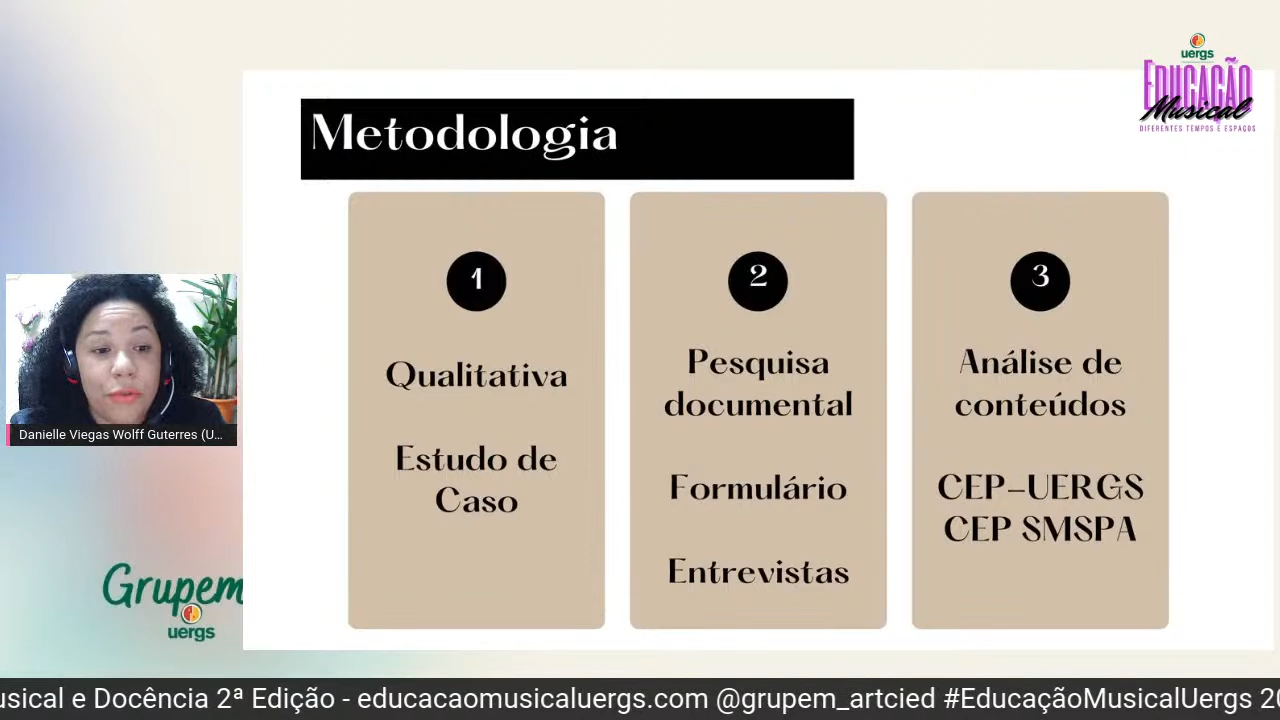 uergs
EDUCAÇÃO
Musical
DIFERENTES TEMPOS E ESPAÇOS
Metodologia
1
Qualitativa
Estudo de
Caso
2
Pesquisa
documental
Formulário
Entrevistas
3
Análise de
conteúdos
CEP-UERGS
CEP SMSPA
Danielle Viegas Wolff Guterres (U...
Grupem
uergs
usical e Docência 2ª Edição - educacaomusicaluergs.com @grupem_artcied #EducaçãoMusicalUergs 20